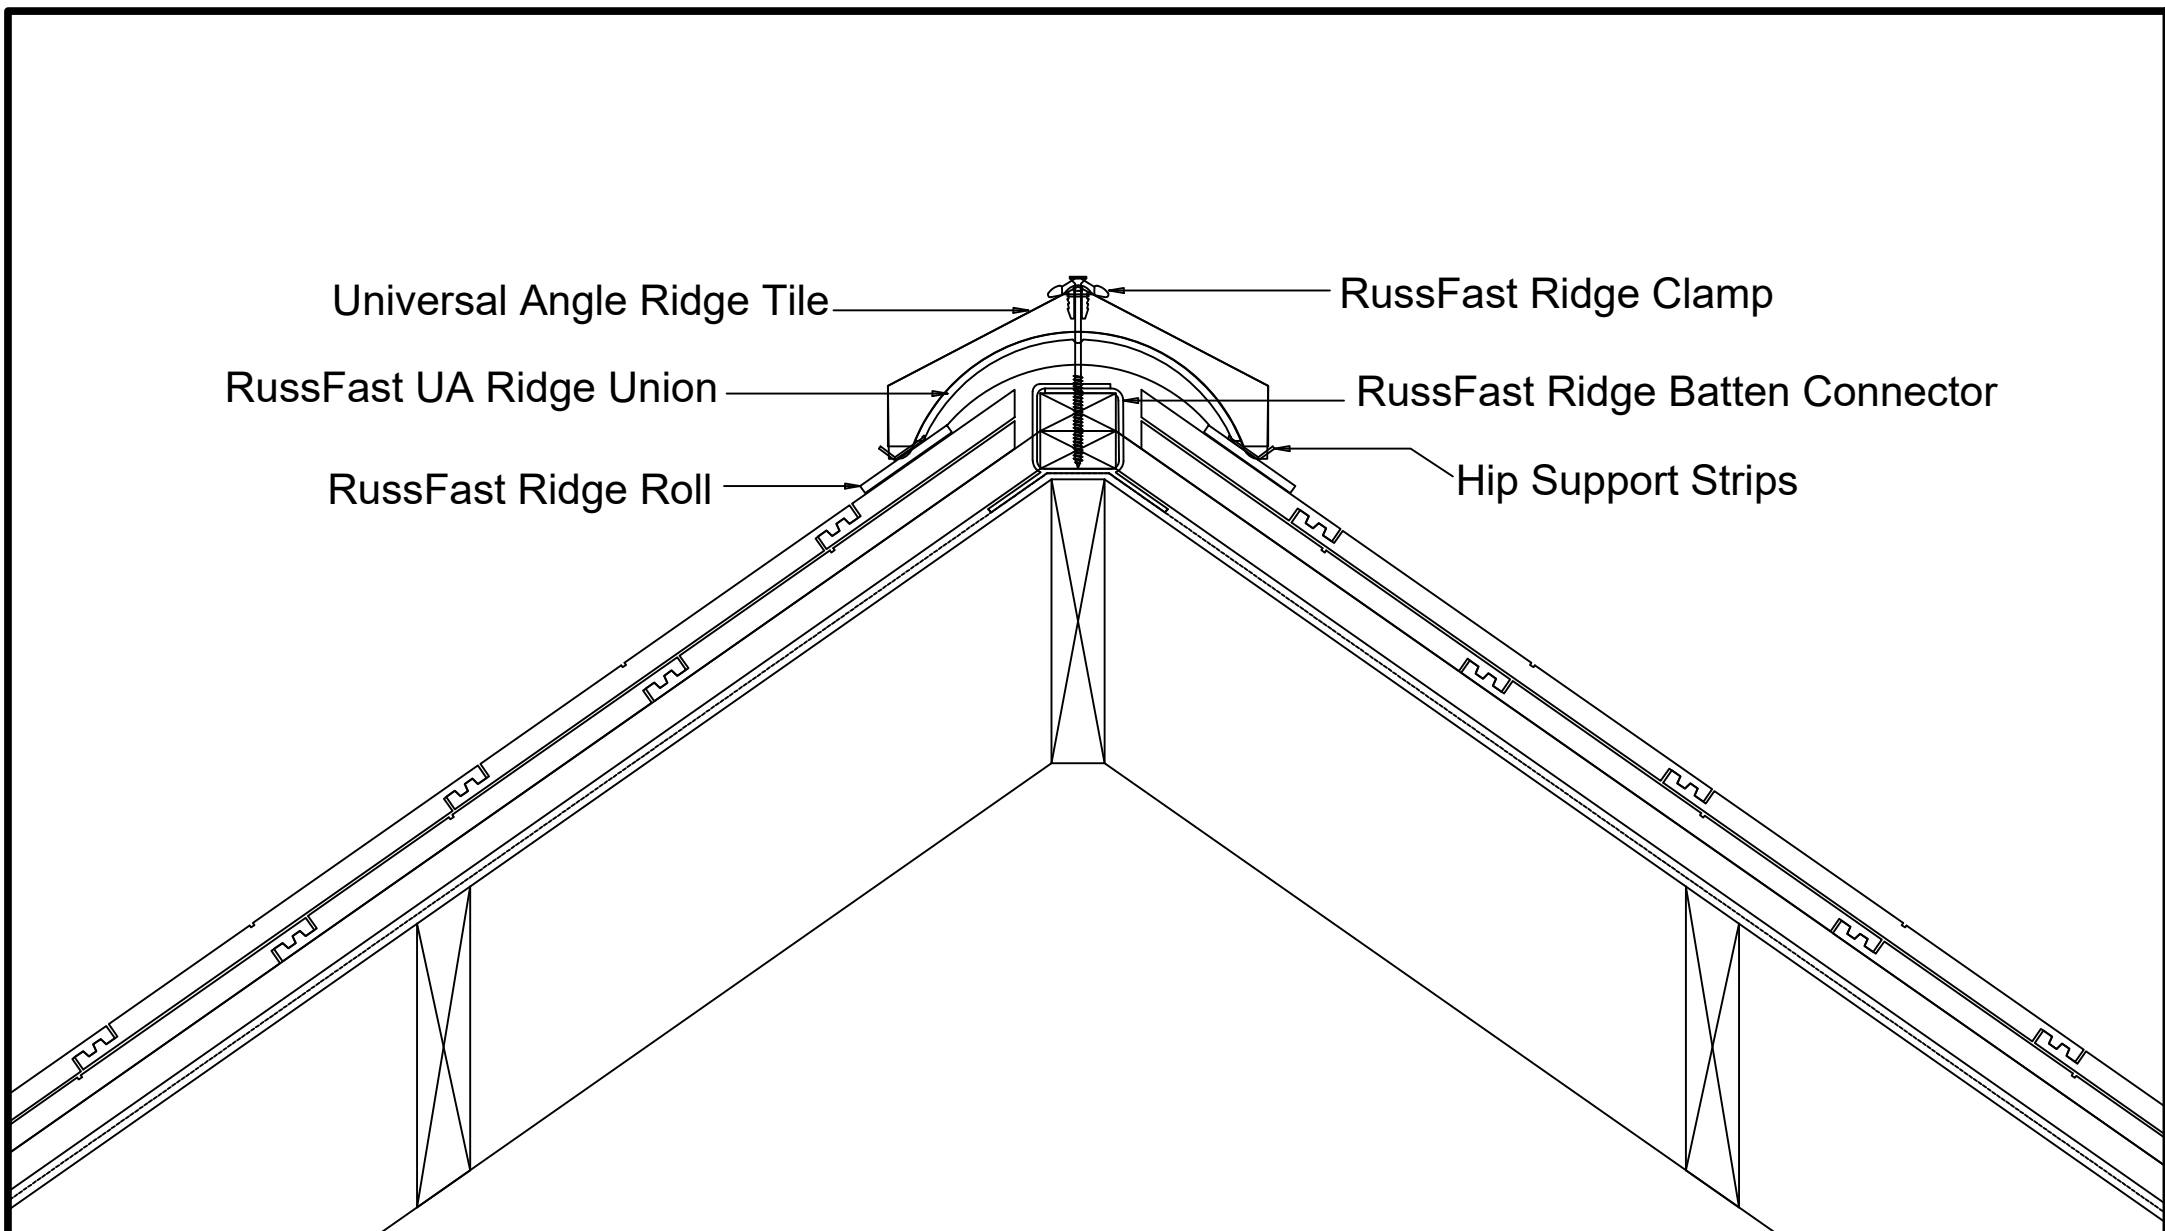 Universal Angle Ridge Tile
RussFast Ridge Clamp
RussFast UA Ridge Union
RussFast Ridge Batten Connector
RussFast Ridge Roll
Hip Support Strips